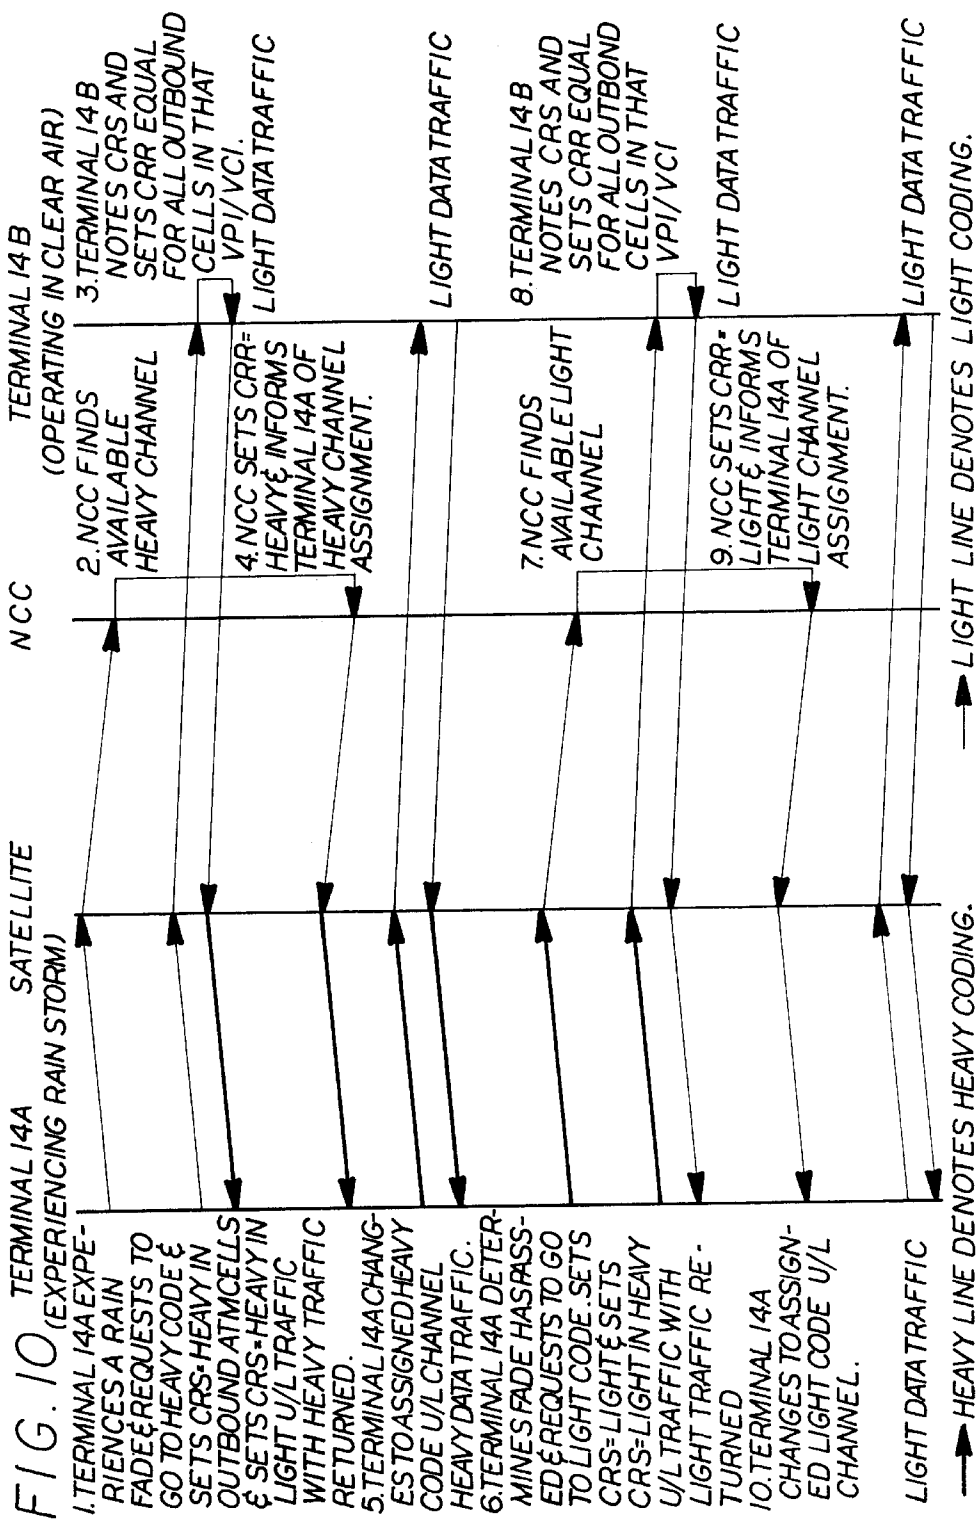 FIG. 10
TERMINAL 14A
(EXPERIENCING RAIN STORM)
SATELLITE
NCC
TERMINAL 14B
(OPERATING IN CLEAR AIR)
1. TERMINAL 14A EXPE-
RIENCES A RAIN
FADE & REQUESTS TO
GO TO HEAVY CODE &
SETS CRS=HEAVY IN
OUTBOUND ATM CELLS
& SETS CRS=HEAVY IN
LIGHT U/L TRAFFIC
WITH HEAVY TRAFFIC
RETURNED.
5. TERMINAL 14A CHANG-
ES TO ASSIGNED HEAVY
CODE U/L CHANNEL
HEAVY DATA TRAFFIC.
6. TERMINAL 14A DETER-
MINES FADE HAS PASS-
ED & REQUESTS TO GO
TO LIGHT CODE. SETS
CRS=LIGHT & SETS
CRS=LIGHT IN HEAVY
U/L TRAFFIC WITH
LIGHT TRAFFIC RE-
TURNED
10. TERMINAL 14A
CHANGES TO ASSIGN-
ED LIGHT CODE U/L
CHANNEL.
LIGHT DATA TRAFFIC
2. NCC FINDS
AVAILABLE
HEAVY CHANNEL
4. NCC SETS CRR=
HEAVY & INFORMS
TERMINAL 14A OF
HEAVY CHANNEL
ASSIGNMENT.
7. NCC FINDS
AVAILABLE LIGHT
CHANNEL
9. NCC SETS CRR=
LIGHT & INFORMS
TERMINAL 14A OF
LIGHT CHANNEL
ASSIGNMENT.
3. TERMINAL 14B
NOTES CRS AND
SETS CRR EQUAL
FOR ALL OUTBOUND
CELLS IN THAT
VPI/VCI.
LIGHT DATA TRAFFIC
LIGHT DATA TRAFFIC
8. TERMINAL 14B
NOTES CRS AND
SETS CRR EQUAL
FOR ALL OUTBOND
CELLS IN THAT
VPI/VCI
LIGHT DATA TRAFFIC
LIGHT DATA TRAFFIC
HEAVY LINE DENOTES HEAVY CODING.
LIGHT LINE DENOTES LIGHT CODING.